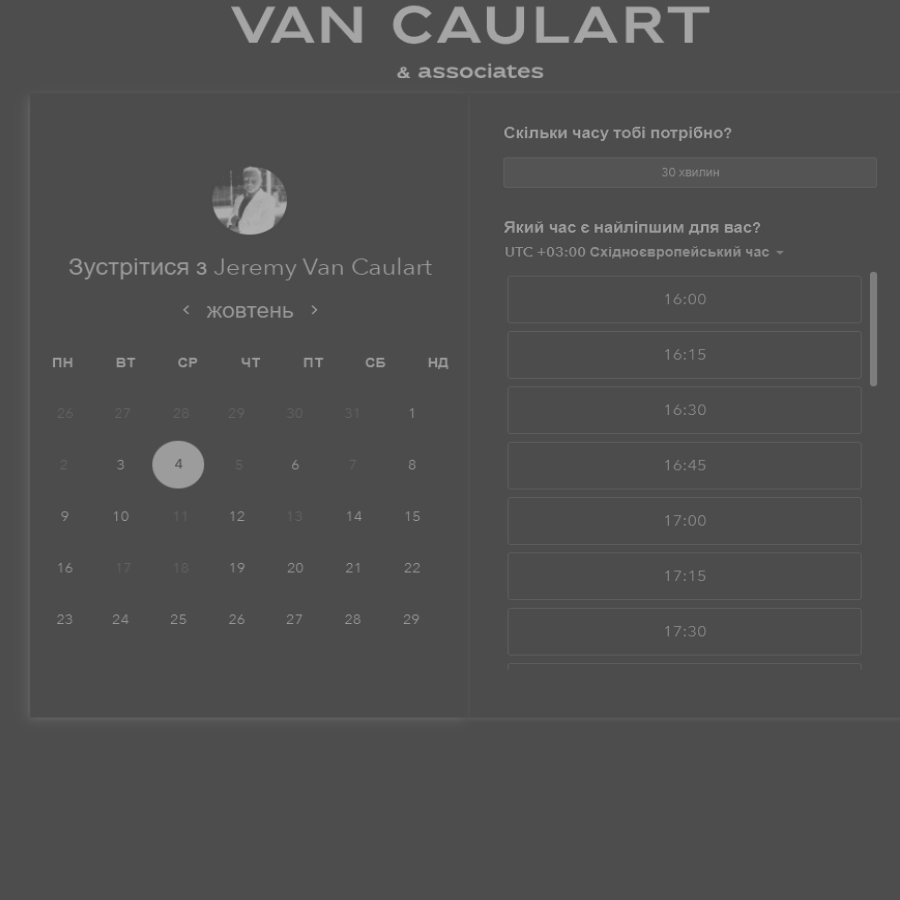 VAN CAULART
& associates
Зустрітися з Jeremy Van Caulart
жовтень
ПН ВТ СР ЧТ ПТ СБ НД
26 27 28 29 30 31 1
2 3 4 5 6 7 8
9 10 11 12 13 14 15
16 17 18 19 20 21 22
23 24 25 26 27 28 29
Скільки часу тобі потрібно?
30 хвилин
Який час є найліпшим для вас?
UTC +03:00 Східноєвропейський час
16:00
16:15
16:30
16:45
17:00
17:15
17:30